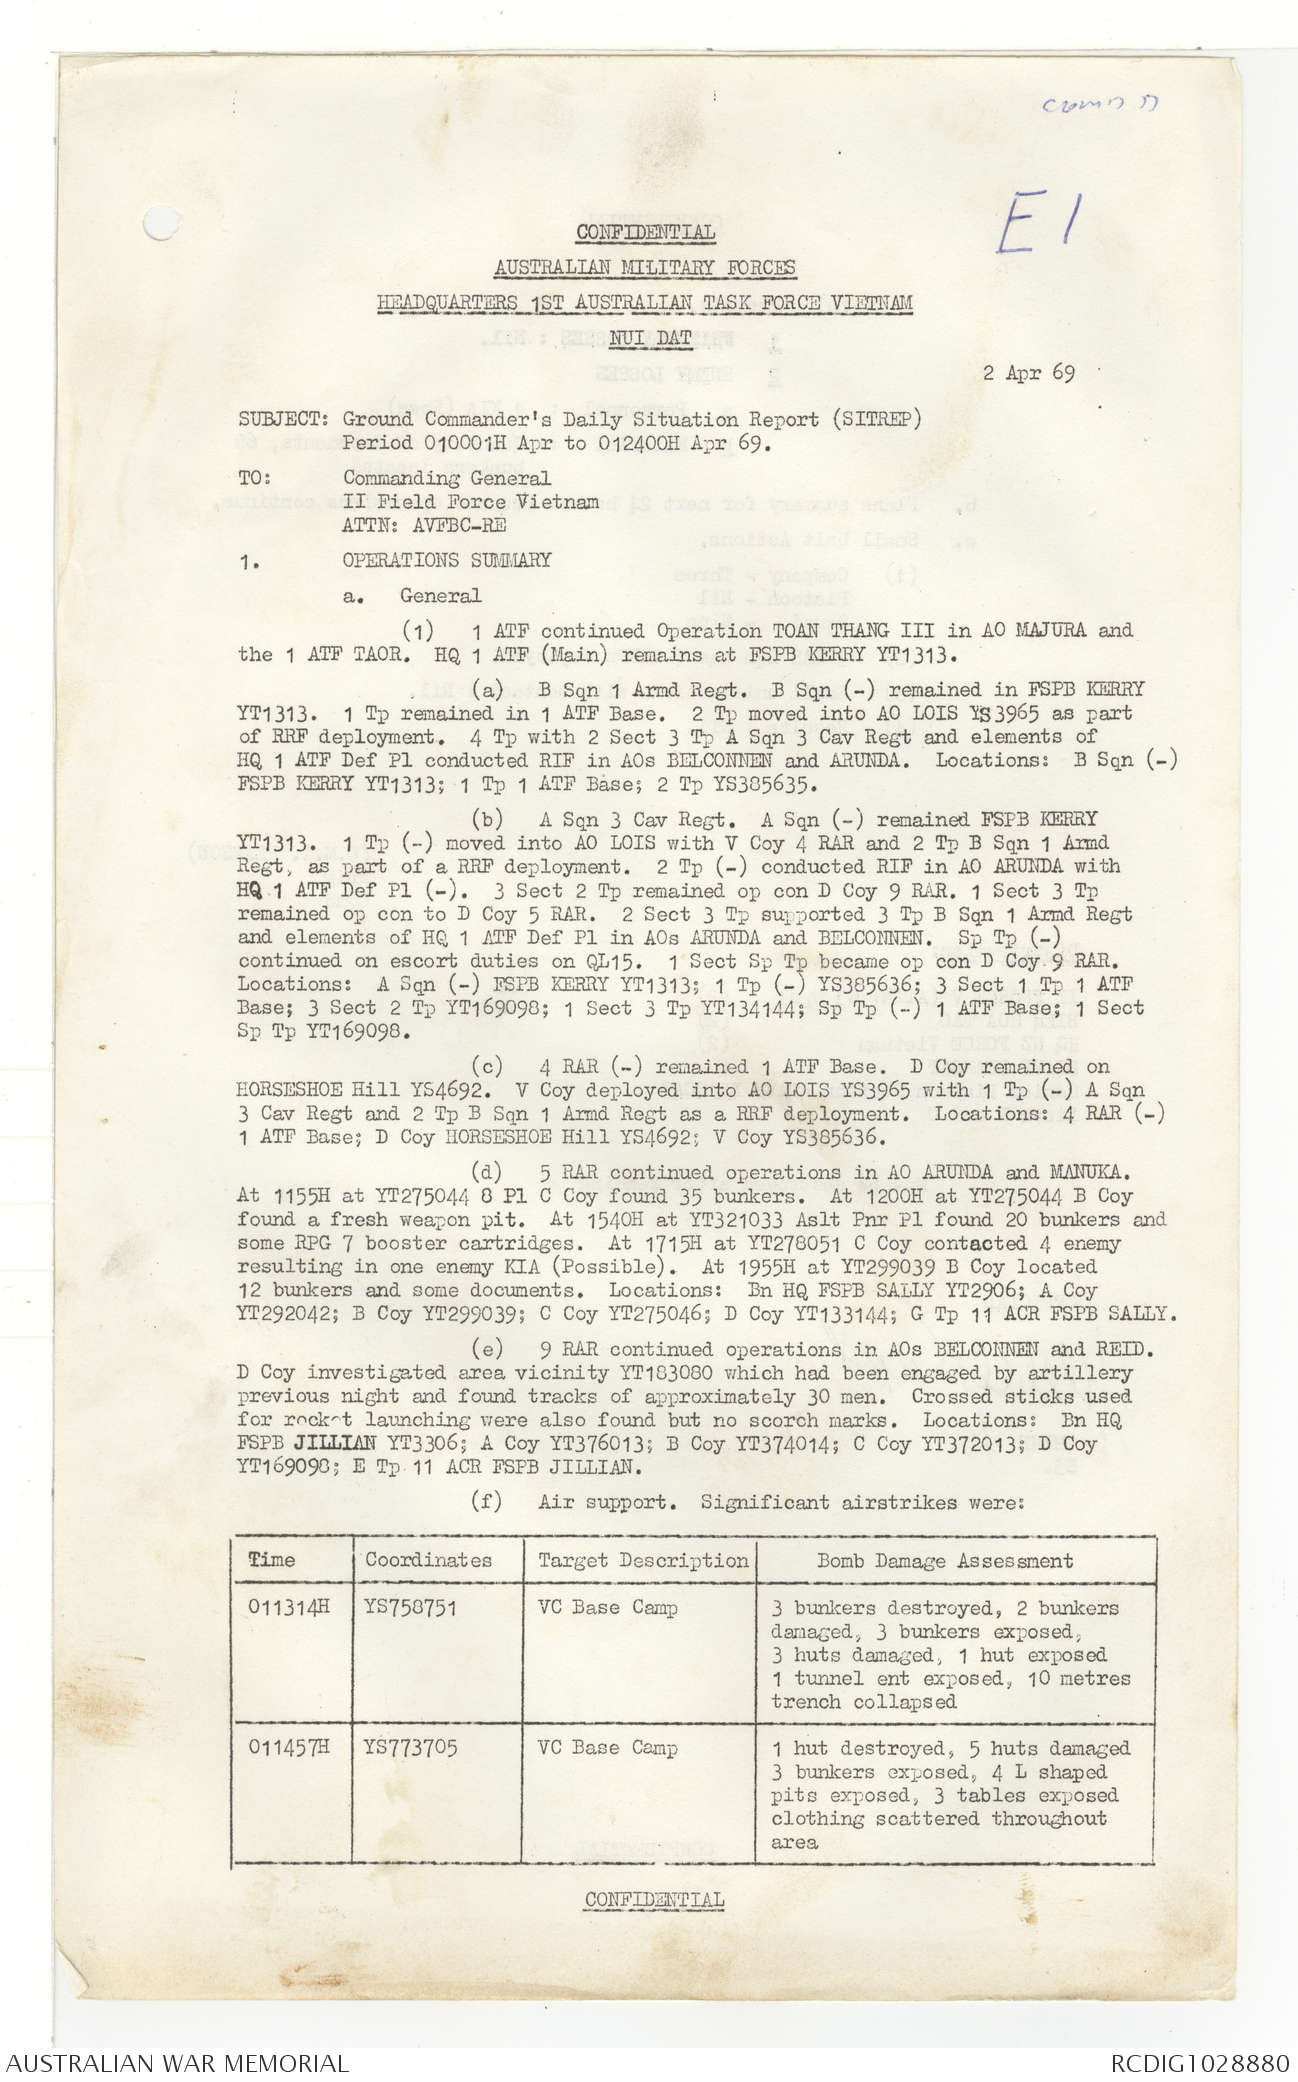 E1
CONFIDENTIAL
AUSTRALIAN MILITARY FORCES
HEADQUARTERS 1ST AUSTRALIAN TASK FORCE VIETNAM
NUI DAT
2 Apr 69
SUBJECT: Ground Commander's Daily Situation Report (SITREP)
Period 010001H Apr to 012400H Apr 69.
TO: Commanding General
II Field Force Vietnam
ATTN: AVFBC-RE
1. OPERATIONS SUMMARY
a. General
(1) 1 ATF continued Operation TOAN THANG III in AO MAJURA and
the 1 ATF TAOR. HQ 1 ATF (Main) remains at FSPB KERRY YT1313.
(a) B Sqn 1 Armd Regt. B Sqn (-) remained in FSPB KERRY
YT1313. 1 Tp remained in 1 ATF Base. 2 Tp moved into AO LOIS YS3965 as part
of RRF deployment. 4 Tp with 2 Sect 3 Tp A Sqn 3 Cav Regt and elements of
HQ 1 ATF Def Pl conducted RIF in AOs BELCONNEN and ARUNDA. Locations: B Sqn (-)
FSPB KERRY YT1313; 1 Tp 1 ATF Base; 2 Tp YS385635.
(b) A Sqn 3 Cav Regt. A Sqn (-) remained FSPB KERRY
YT1313. 1 Tp (-) moved into AO LOIS with V Coy 4 RAR and 2 Tp B Sqn 1 Armd
Regt, as part of a RRF deployment. 2 Tp (-) conducted RIF in AO ARUNDA with
HQ 1 ATF Def Pl (-). 3 Sect 2 Tp remained op con D Coy 9 RAR. 1 Sect 3 Tp
remained op con to D Coy 5 RAR. 2 Sect 3 Tp supported 3 Tp B Sqn 1 Armd Regt
and elements of HQ 1 ATF Def Pl in AOs ARUNDA and BELCONNEN. Sp Tp (-)
continued on escort duties on QL15. 1 Sect Sp Tp became op con D Coy 9 RAR.
Locations: A Sqn (-) FSPB KERRY YT1313; 1 Tp (-) YS385636; 3 Sect 1 Tp 1 ATF
Base; 3 Sect 2 Tp YT169098; 1 Sect 3 Tp YT134144; Sp Tp (-) 1 ATF Base; 1 Sect
Sp Tp YT169098.
(c) 4 RAR (-) remained 1 ATF Base. D Coy remained on
HORSESHOE Hill YS4692. V Coy deployed into AO LOIS YS3965 with 1 Tp (-) A Sqn
3 Cav Regt and 2 Tp B Sqn 1 Armd Regt as a RRF deployment. Locations: 4 RAR (-)
1 ATF Base; D Coy HORSESHOE Hill YS4692; V Coy YS385636.
(d) 5 RAR continued operations in AO ARUNDA and MANUKA.
At 1155H at YT275044 8 Pl C Coy found 35 bunkers. At 1200H at YT275044 B Coy
found a fresh weapon pit. At 1540H at YT321033 Aslt Pnr Pl found 20 bunkers and
some RPG 7 booster cartridges. At 1715H at YT278051 C Coy contacted 4 enemy
resulting in one enemy KIA (Possible). At 1955H at YT299039 B Coy located
12 bunkers and some documents. Locations: Bn HQ FSPB SALLY YT2906; A Coy
YT292042; B Coy YT299039; C Coy YT275046; D Coy YT133144; G Tp 11 ACR FSPB SALLY.
(e) 9 RAR continued operations in AOs BELCONNEN and REID.
D Coy investigated area vicinity YT183080 which had been engaged by artillery
previous night and found tracks of approximately 30 men. Crossed sticks used
for rocket launching were also found but no scorch marks. Locations: Bn HQ
FSPB JILLIAN YT3306; A Coy YT376013; B Coy YT374014; C Coy YT372013; D Coy
YT169098; E Tp 11 ACR FSPB JILLIAN.
(f) Air support. Significant airstrikes were:
Time Coordinates Target Description Bomb Damage Assessment
011314H YS758751 VC Base Camp 3 bunkers destroyed, 2 bunkers
damaged, 3 bunkers exposed,
3 huts damaged, 1 hut exposed
1 tunnel ent exposed, 10 metres
trench collapsed
011457H YS773705 VC Base Camp 1 hut destroyed, 5 huts damaged
3 bunkers exposed, 4 L shaped
pits exposed, 3 tables exposed
clothing scattered throughout
area
CONFIDENTIAL
AUSTRALIAN WAR MEMORIAL
RCDIG1028880